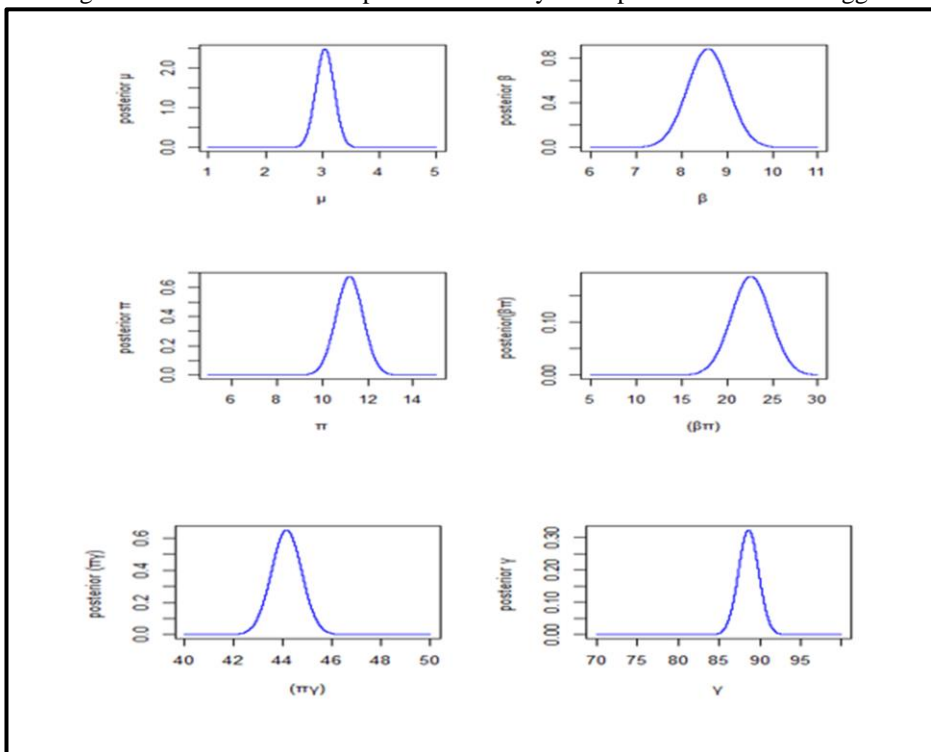 posterior μ
0.0 1.0 2.0
1 2 3 4 5
μ
posterior β
0.0 0.4 0.8
6 7 8 9 10 11
β
posterior π
0.0 0.2 0.4 0.6
6 8 10 12 14
π
posterior(βπ)
0.00 0.10
5 10 15 20 25 30
(βπ)
posterior (πγ)
0.0 0.2 0.4 0.6
40 42 44 46 48 50
(πγ)
posterior γ
0.00 0.10 0.20 0.30
70 75 80 85 90 95
γ